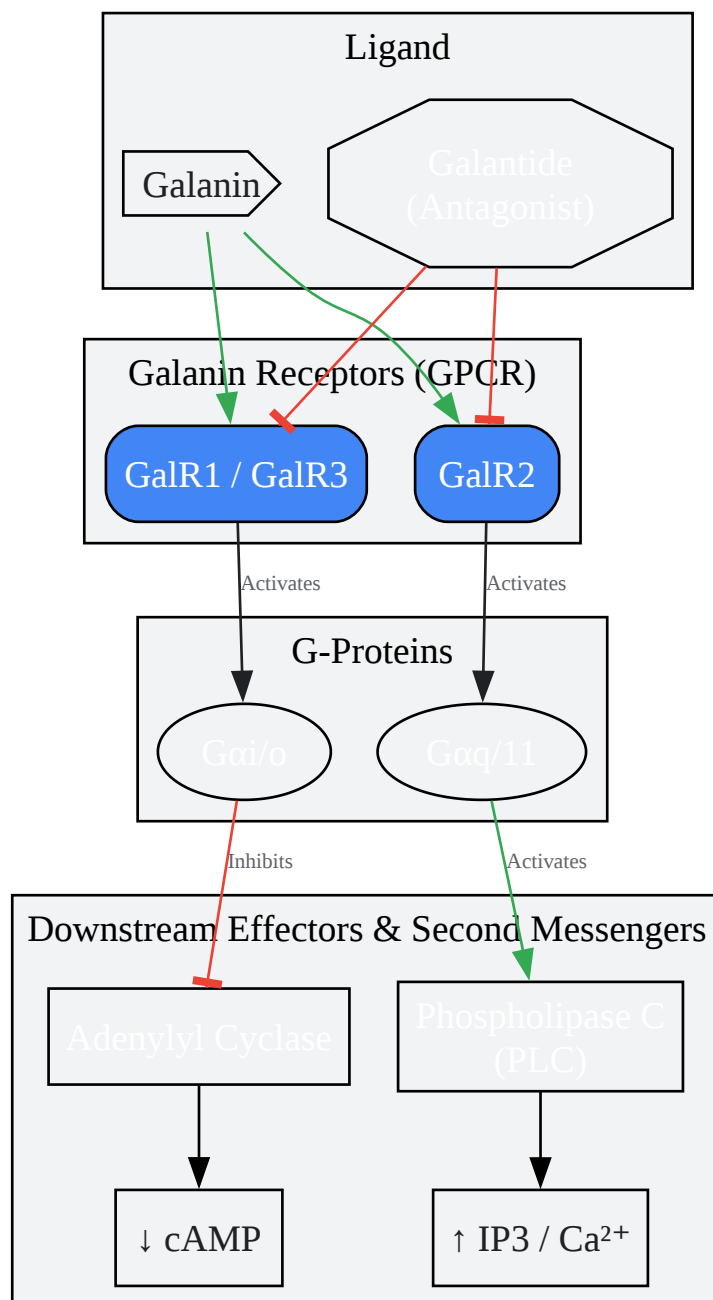 Ligand
Galanin
Galantide
(Antagonist)
Galanin Receptors (GPCR)
GalR1 / GalR3
GalR2
Activates
Activates
G-Proteins
Gαi/o
Gαq/11
Inhibits
Activates
Downstream Effectors & Second Messengers
Adenylyl Cyclase
Phospholipase C
(PLC)
↓ cAMP
↑ IP3 / Ca²⁺